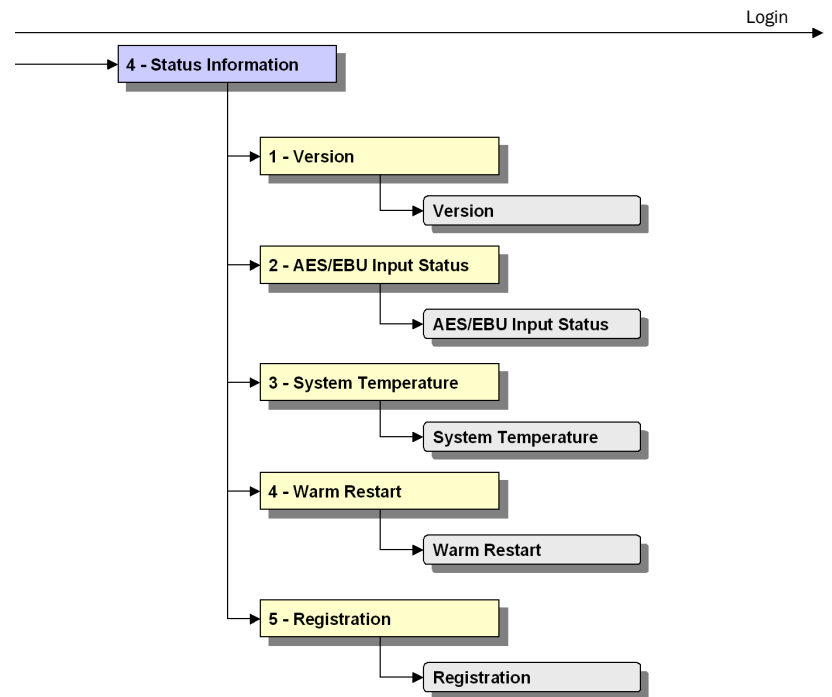 Login
4 - Status Information
1 - Version
Version
2 - AES/EBU Input Status
AES/EBU Input Status
3 - System Temperature
System Temperature
4 - Warm Restart
Warm Restart
5 - Registration
Registration